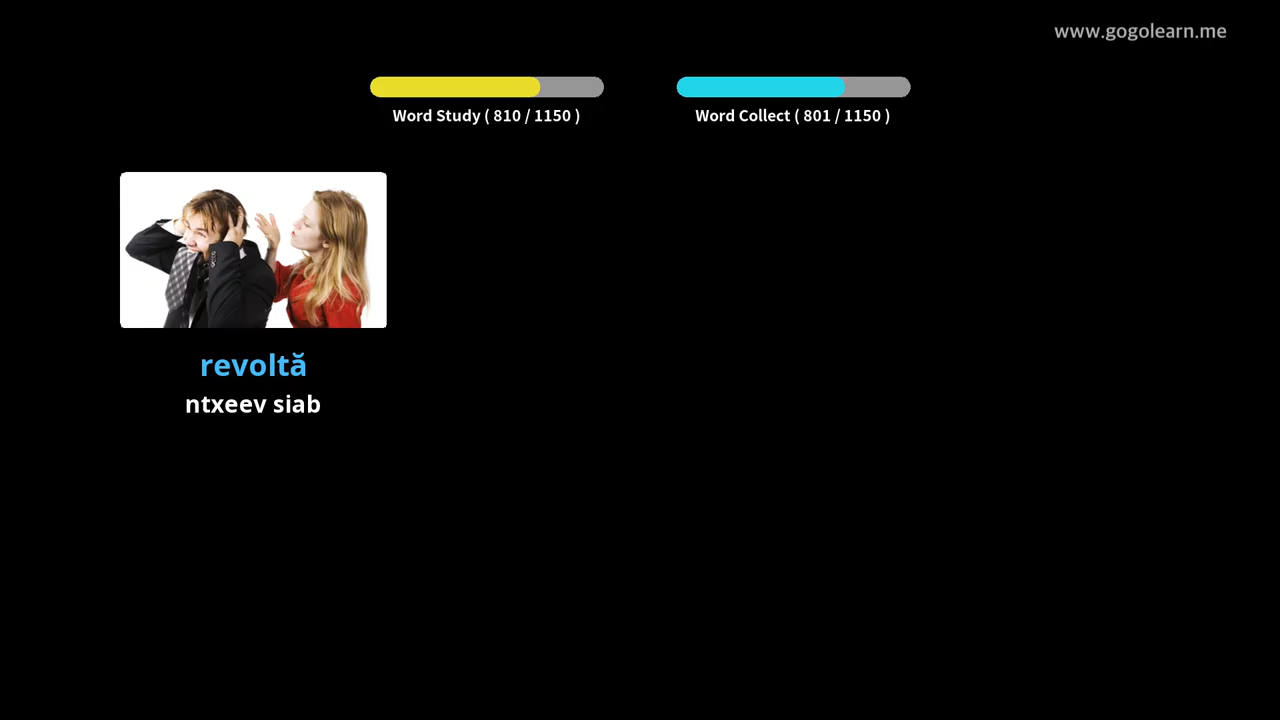 www.gogolearn.me
Word Study ( 810 / 1150 )
Word Collect ( 801 / 1150 )
revoltă
ntxeev siab